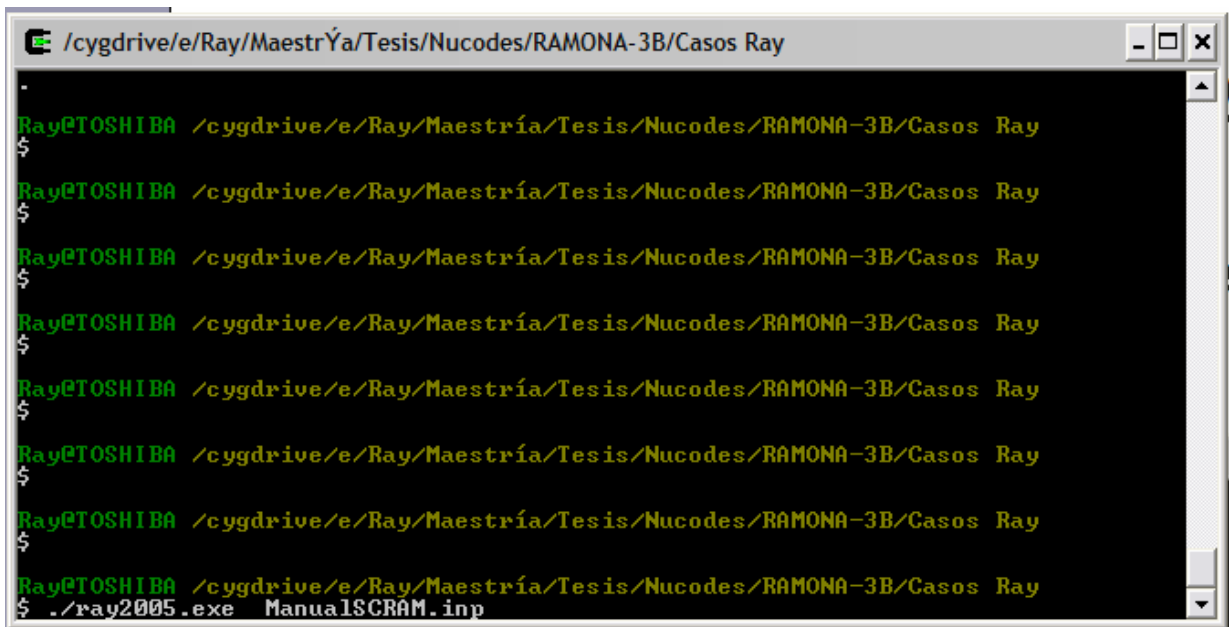 /cygdrive/e/Ray/MaestrÝa/Tesis/Nucodes/RAMONA-3B/Casos Ray
Ray@TOSHIBA /cygdrive/e/Ray/Maestría/Tesis/Nucodes/RAMONA-3B/Casos Ray
$
Ray@TOSHIBA /cygdrive/e/Ray/Maestría/Tesis/Nucodes/RAMONA-3B/Casos Ray
$
Ray@TOSHIBA /cygdrive/e/Ray/Maestría/Tesis/Nucodes/RAMONA-3B/Casos Ray
$
Ray@TOSHIBA /cygdrive/e/Ray/Maestría/Tesis/Nucodes/RAMONA-3B/Casos Ray
$
Ray@TOSHIBA /cygdrive/e/Ray/Maestría/Tesis/Nucodes/RAMONA-3B/Casos Ray
$
Ray@TOSHIBA /cygdrive/e/Ray/Maestría/Tesis/Nucodes/RAMONA-3B/Casos Ray
$
Ray@TOSHIBA /cygdrive/e/Ray/Maestría/Tesis/Nucodes/RAMONA-3B/Casos Ray
$
Ray@TOSHIBA /cygdrive/e/Ray/Maestría/Tesis/Nucodes/RAMONA-3B/Casos Ray
$ ./ray2005.exe  ManualSCRAM.inp